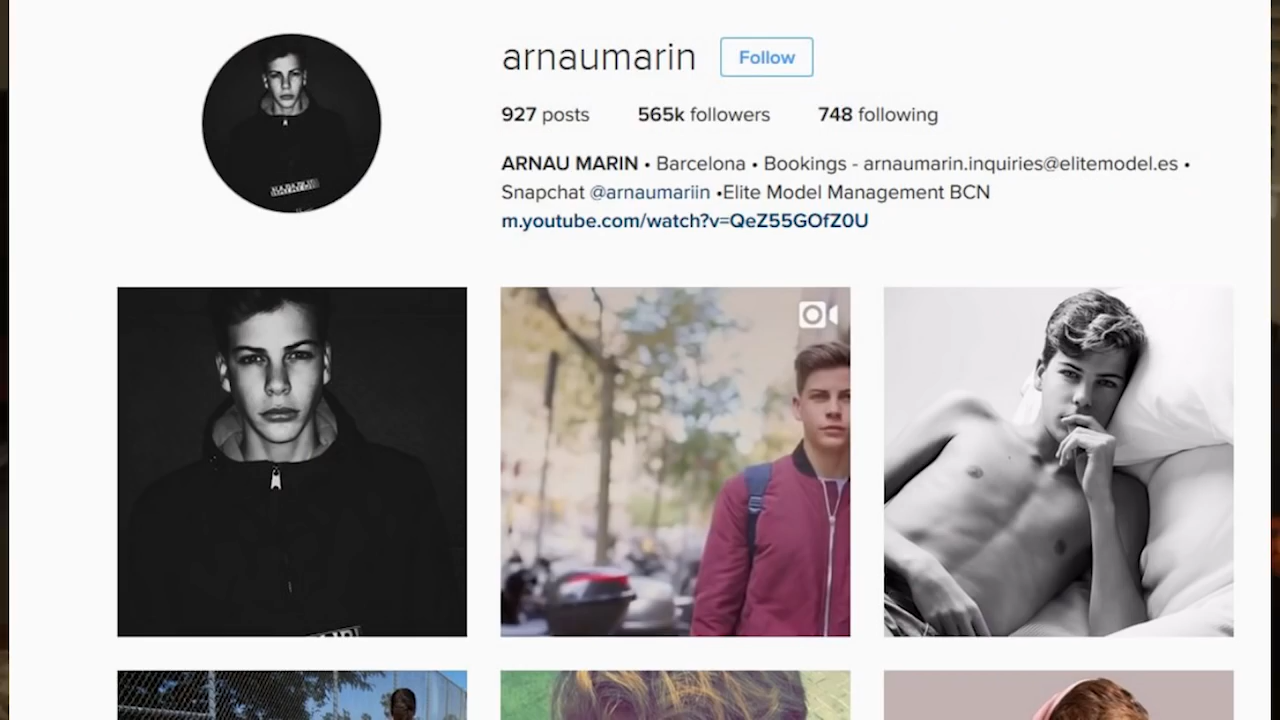 arnaumarin Follow
927 posts 565k followers 748 following
ARNAU MARIN • Barcelona • Bookings - arnaumarin.inquiries@elitemodel.es •
Snapchat @arnaumariin •Elite Model Management BCN
m.youtube.com/watch?v=QeZ55GOfZ0U